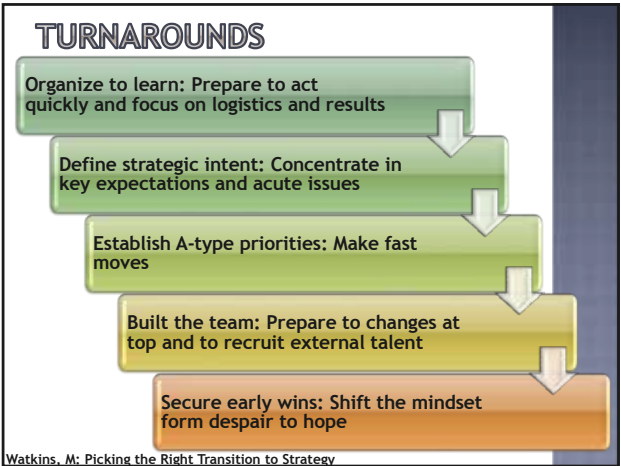 TURNAROUNDS
Organize to learn: Prepare to act
quickly and focus on logistics and results
Define strategic intent: Concentrate in
key expectations and acute issues
Establish A-type priorities: Make fast
moves
Built the team: Prepare to changes at
top and to recruit external talent
Secure early wins: Shift the mindset
form despair to hope
Watkins, M: Picking the Right Transition to Strategy